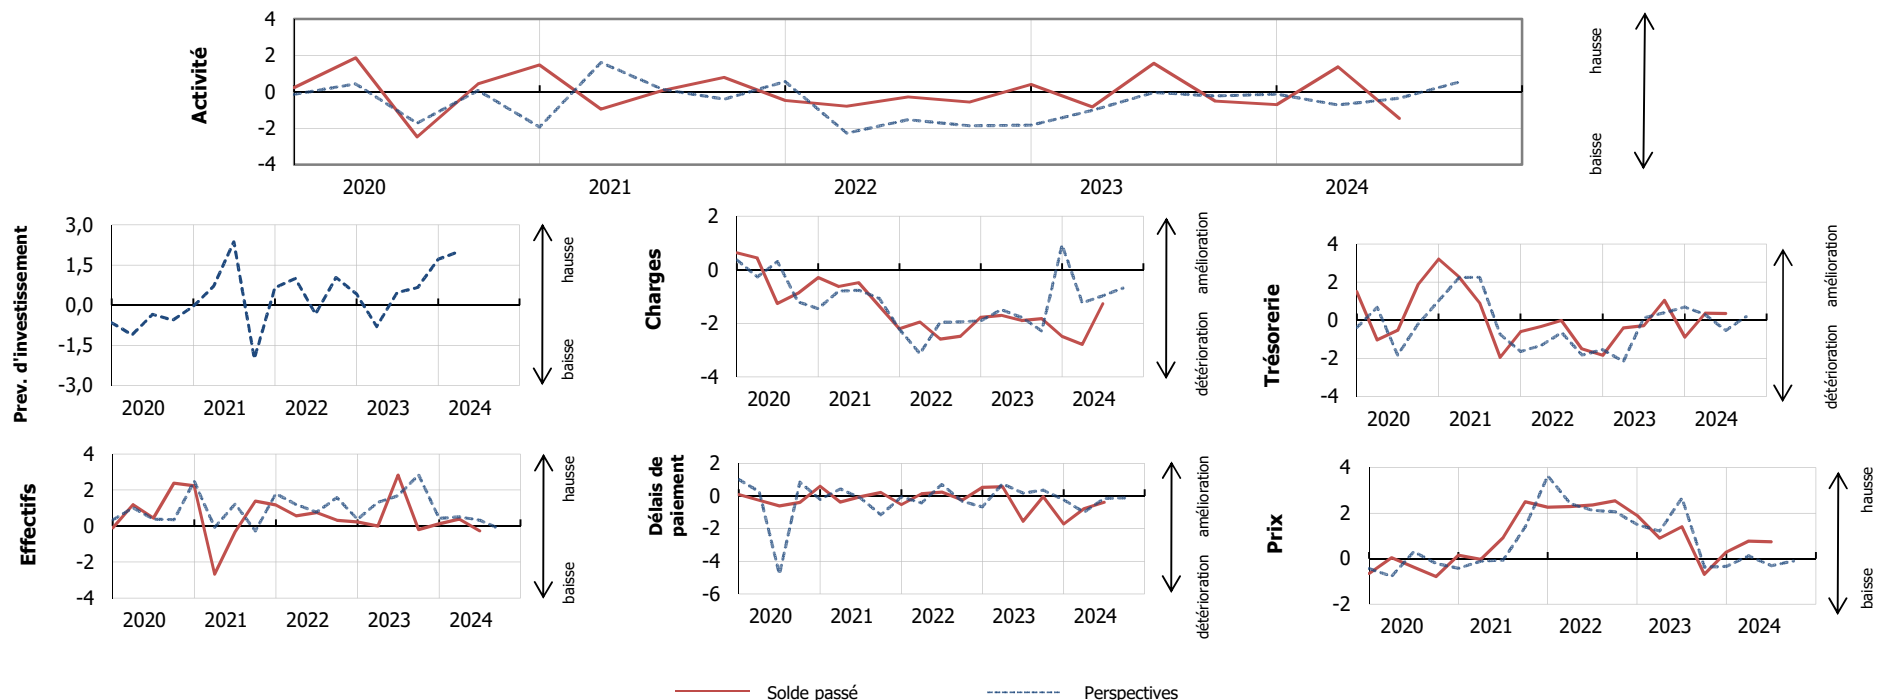 Activité
4
2
0
-2
-4
2020 2021 2022 2023 2024
hausse
baisse
Prev. d'investissement
3,0
1,5
0,0
-1,5
-3,0
2020 2021 2022 2023 2024
hausse
baisse
Charges
2
0
-2
-4
2020 2021 2022 2023 2024
amélioration
détérioration
Trésorerie
4
2
0
-2
-4
2020 2021 2022 2023 2024
amélioration
détérioration
Effectifs
4
2
0
-2
-4
2020 2021 2022 2023 2024
hausse
baisse
Délais de
paiement
2
0
-2
-4
-6
2020 2021 2022 2023 2024
amélioration
détérioration
Prix
4
2
0
-2
2020 2021 2022 2023 2024
hausse
baisse
Solde passé Perspectives